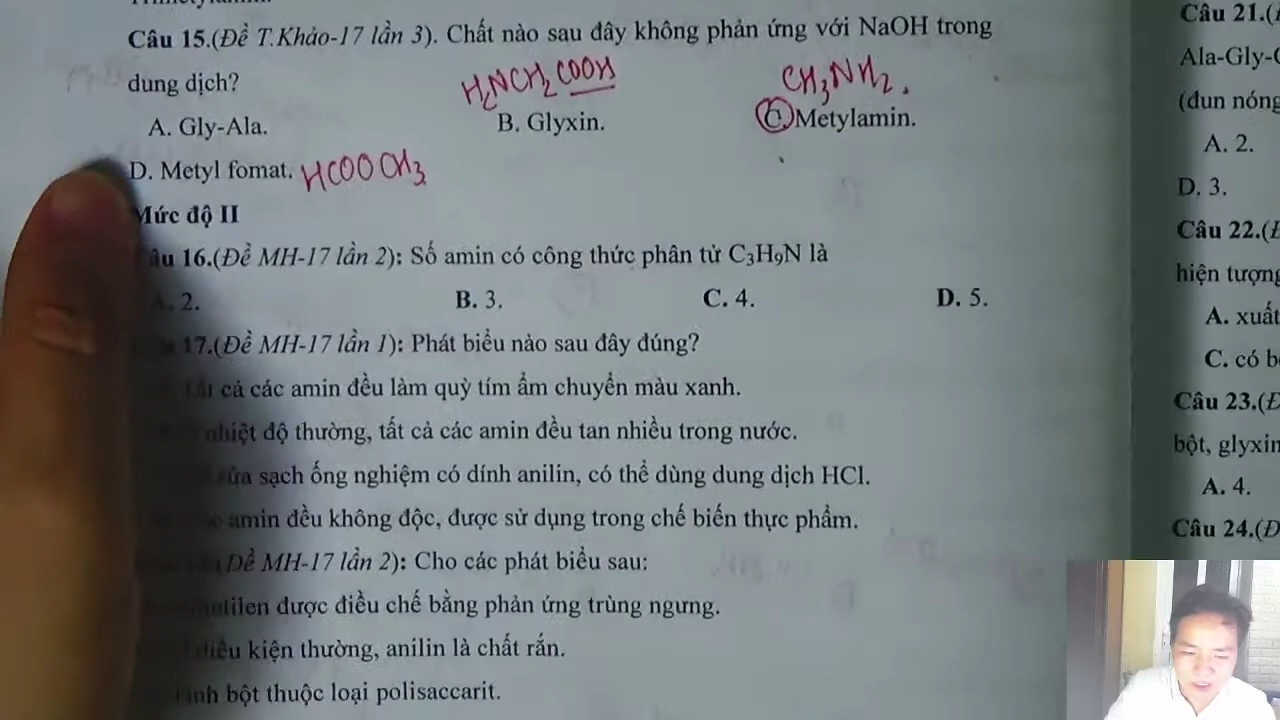 Câu 15.(Đề T.Khảo-17 lần 3). Chất nào sau đây không phản ứng với NaOH trong
dung dịch?
H2NCH2COOH
CH3NH2.
A. Gly-Ala.
B. Glyxin.
C. Metylamin.
D. Metyl fomat. HCOOCH3
Mức độ II
16.(Đề MH-17 lần 2): Số amin có công thức phân tử C3H9N là
2.
B. 3.
C. 4.
D. 5.
17.(Đề MH-17 lần 1): Phát biểu nào sau đây đúng?
cả các amin đều làm quỳ tím ẩm chuyển màu xanh.
nhiệt độ thường, tất cả các amin đều tan nhiều trong nước.
rửa sạch ống nghiệm có dính anilin, có thể dùng dung dịch HCl.
amin đều không độc, được sử dụng trong chế biến thực phẩm.
Đề MH-17 lần 2): Cho các phát biểu sau:
được điều chế bằng phản ứng trùng ngưng.
điều kiện thường, anilin là chất rắn.
bột thuộc loại polisaccarit.
Câu 21.(
Ala-Gly-
(đun nóng
A. 2.
D. 3.
Câu 22.(
hiện tượng
A. xuất
C. có
Câu 23.(
bột, glyxin
A. 4.
Câu 24.(Đ